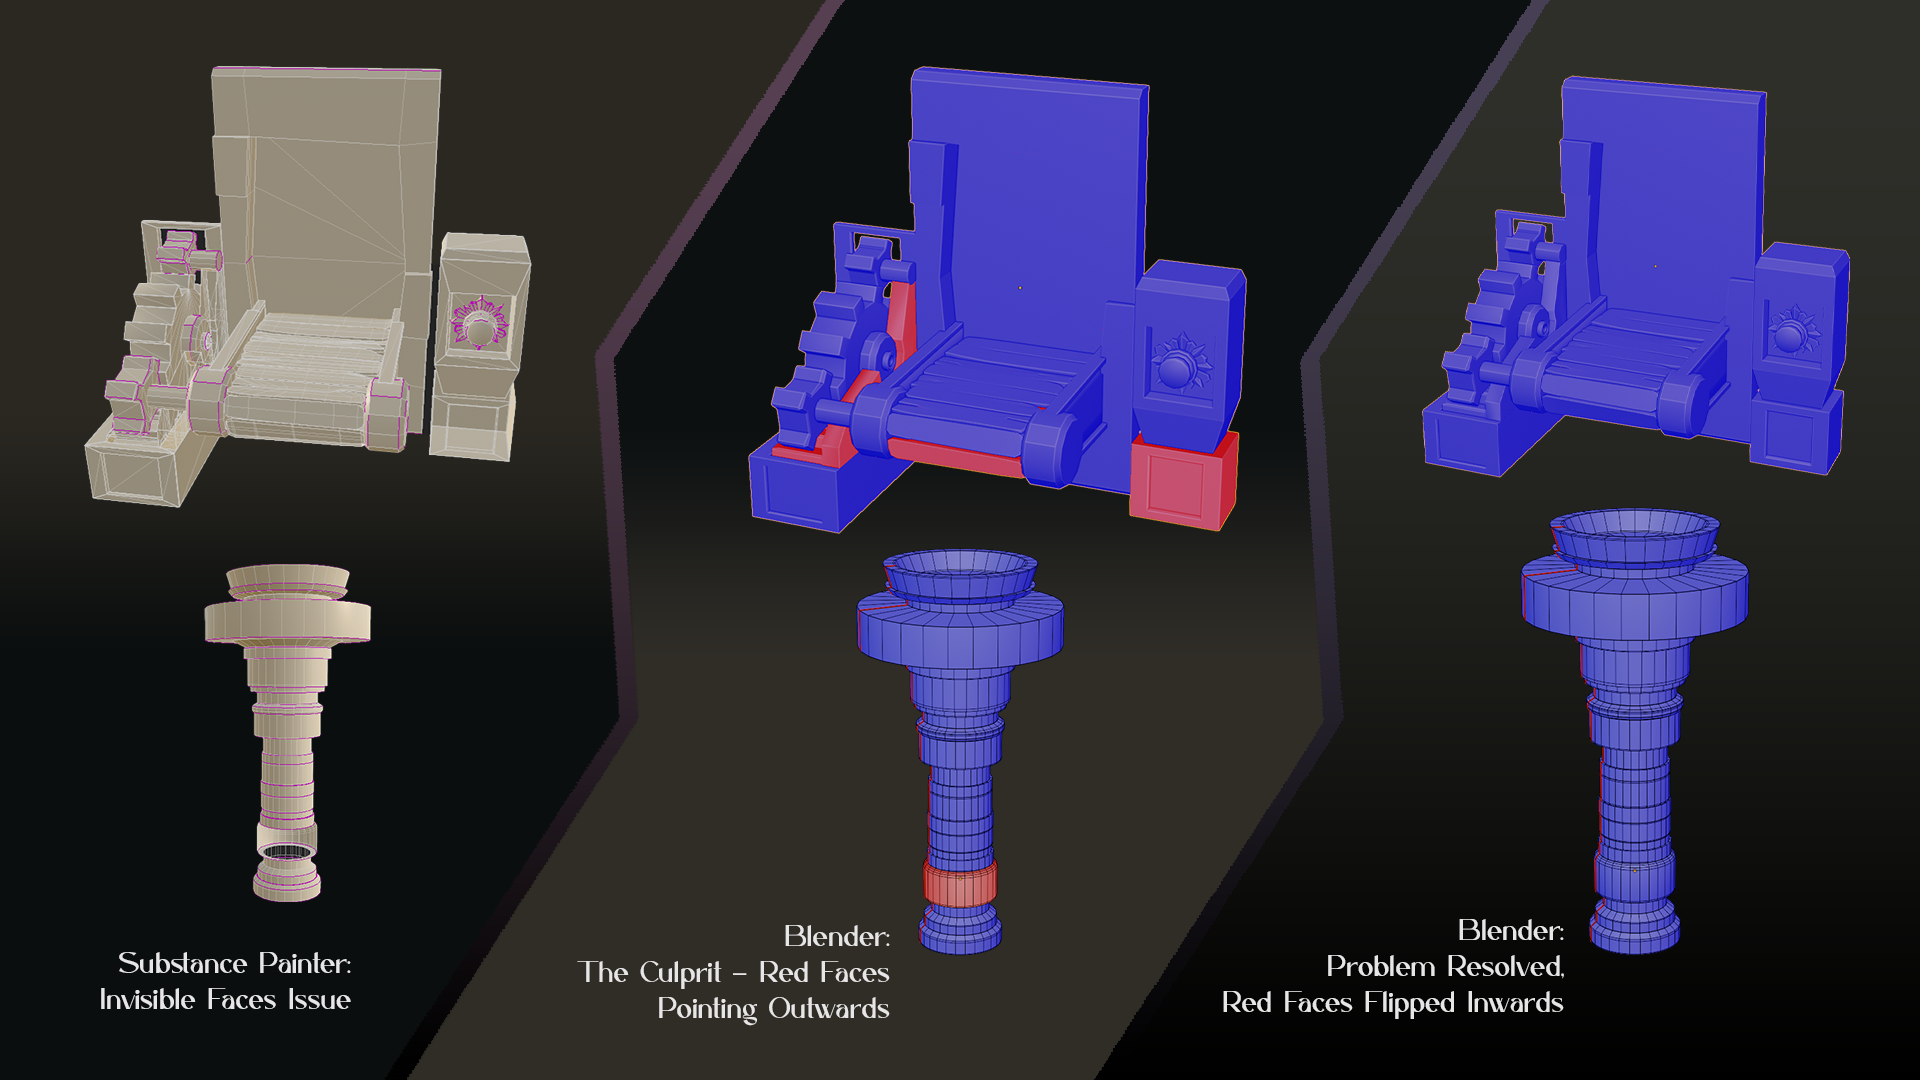 Substance Painter:
Invisible Faces Issue
Blender:
The Culprit – Red Faces
Pointing Outwards
Blender:
Problem Resolved,
Red Faces Flipped Inwards